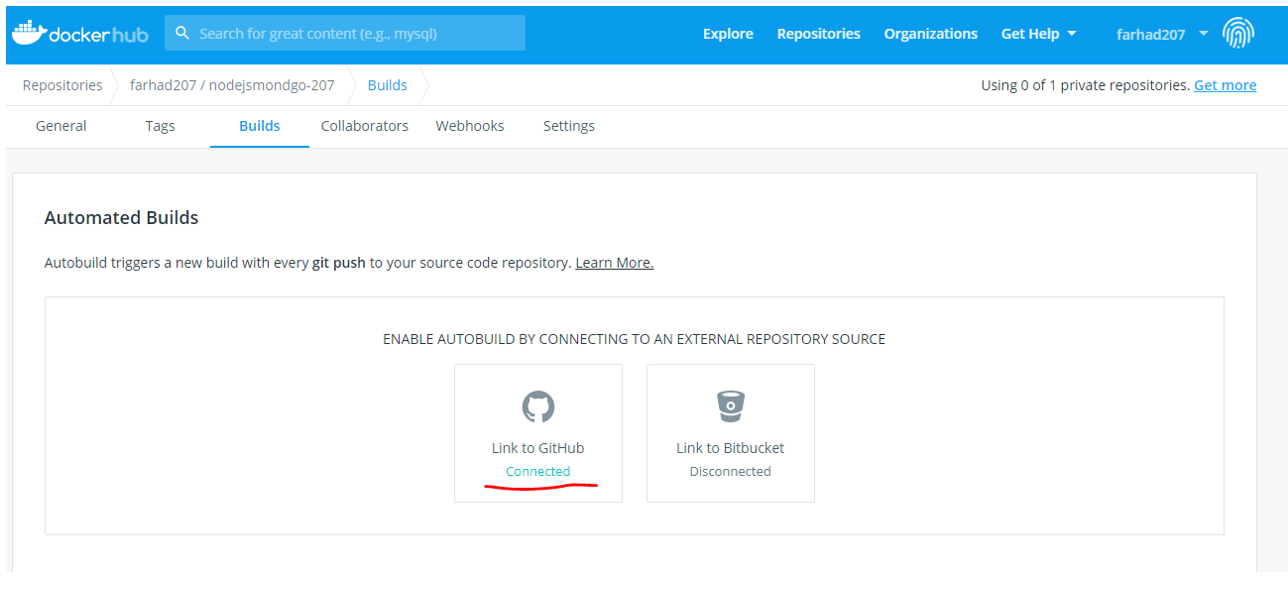 dockerhub Search for great content (e.g., mysql) Explore Repositories Organizations Get Help farhad207
Repositories farhad207 / nodejsmondgo-207 Builds Using 0 of 1 private repositories. Get more
General Tags Builds Collaborators Webhooks Settings
Automated Builds
Autobuild triggers a new build with every git push to your source code repository. Learn More.
ENABLE AUTOBUILD BY CONNECTING TO AN EXTERNAL REPOSITORY SOURCE
Link to GitHub Link to Bitbucket
Connected Disconnected